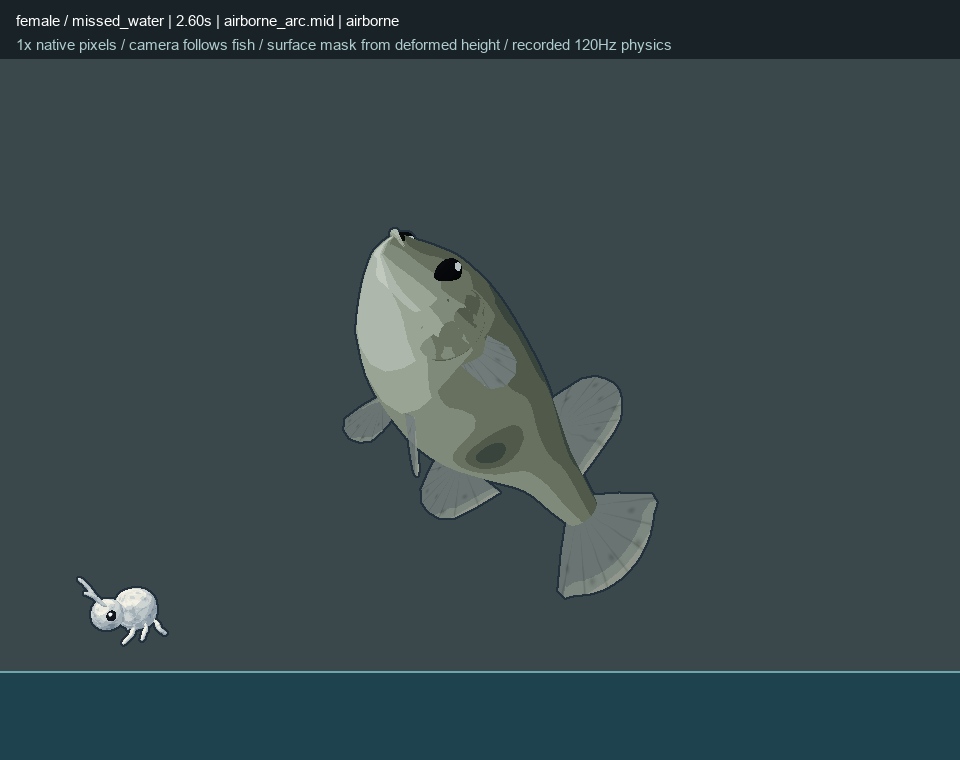 female / missed_water | 2.60s | airborne_arc.mid | airborne
1x native pixels / camera follows fish / surface mask from deformed height / recorded 120Hz physics